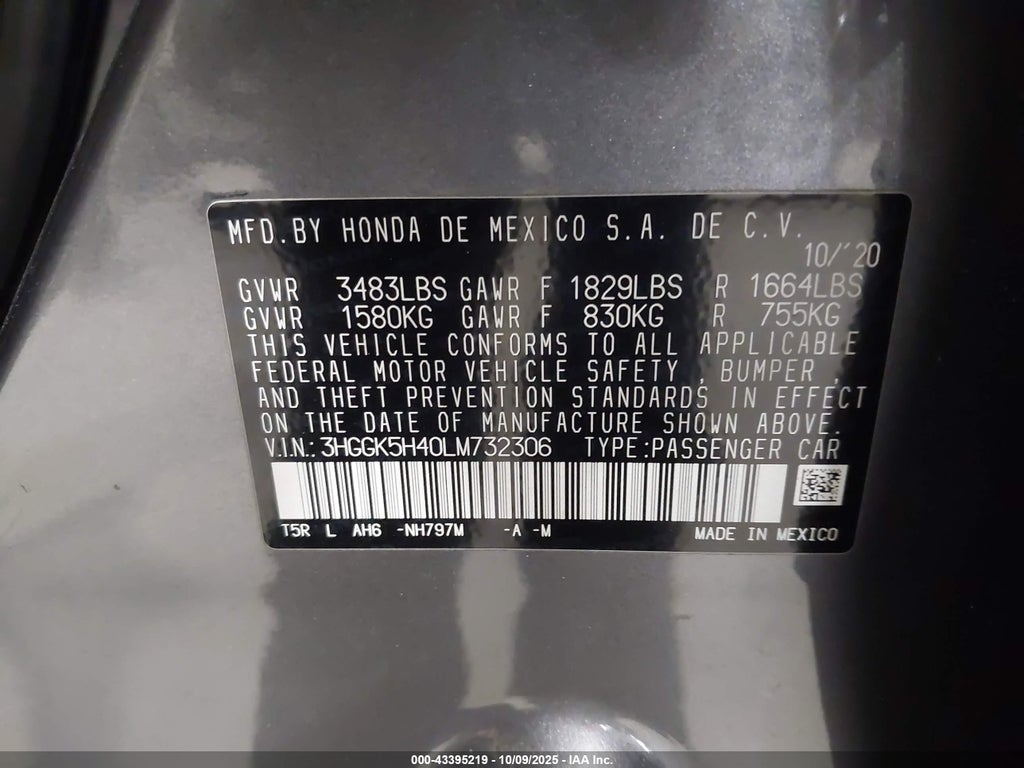 MFD. BY HONDA DE MEXICO S.A. DE C.V.
10/'20
GVWR 3483LBS GAWR F 1829LBS R 1664LBS
GVWR 1580KG GAWR F 830KG R 755KG
THIS VEHICLE CONFORMS TO ALL APPLICABLE
FEDERAL MOTOR VEHICLE SAFETY , BUMPER ,
AND THEFT PREVENTION STANDARDS IN EFFECT
ON THE DATE OF MANUFACTURE SHOWN ABOVE.
V.I.N.: 3HGGK5H40LM732306 TYPE:PASSENGER CAR
T5R L AH6 -NH797M -A -M MADE IN MEXICO
000-43395219 - 10/09/2025 - IAA Inc.